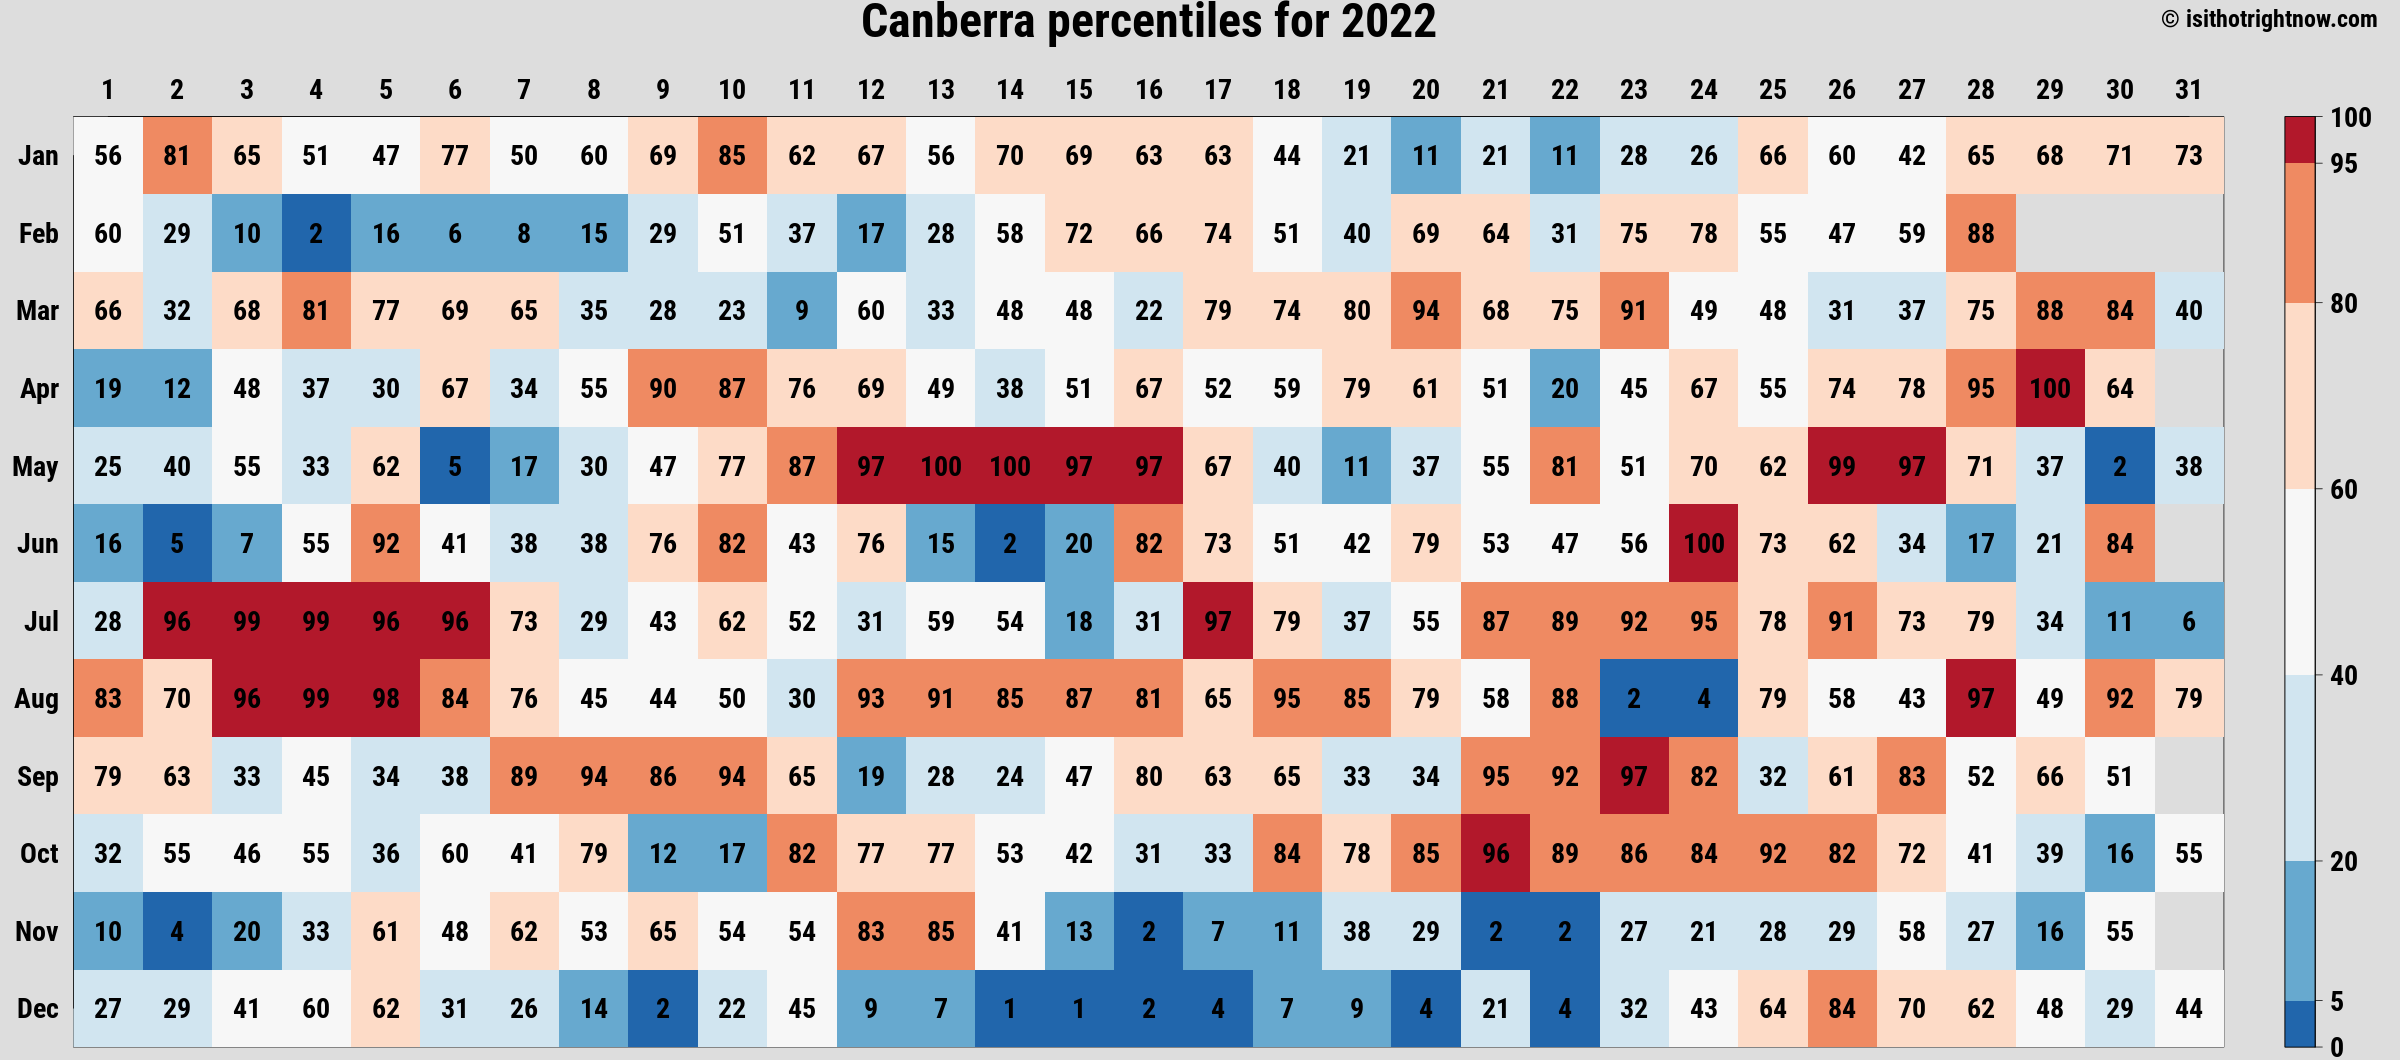 Canberra percentiles for 2022
© isithotrightnow.com
1 2 3 4 5 6 7 8 9 10 11 12 13 14 15 16 17 18 19 20 21 22 23 24 25 26 27 28 29 30 31
Jan 56 81 65 51 47 77 50 60 69 85 62 67 56 70 69 63 63 44 21 11 21 11 28 26 66 60 42 65 68 71 73
Feb 60 29 10 2 16 6 8 15 29 51 37 17 28 58 72 66 74 51 40 69 64 31 75 78 55 47 59 88
Mar 66 32 68 81 77 69 65 35 28 23 9 60 33 48 48 22 79 74 80 94 68 75 91 49 48 31 37 75 88 84 40
Apr 19 12 48 37 30 67 34 55 90 87 76 69 49 38 51 67 52 59 79 61 51 20 45 67 55 74 78 95 100 64
May 25 40 55 33 62 5 17 30 47 77 87 97 100 100 97 97 67 40 11 37 55 81 51 70 62 99 97 71 37 2 38
Jun 16 5 7 55 92 41 38 38 76 82 43 76 15 2 20 82 73 51 42 79 53 47 56 100 73 62 34 17 21 84
Jul 28 96 99 99 96 96 73 29 43 62 52 31 59 54 18 31 97 79 37 55 87 89 92 95 78 91 73 79 34 11 6
Aug 83 70 96 99 98 84 76 45 44 50 30 93 91 85 87 81 65 95 85 79 58 88 2 4 79 58 43 97 49 92 79
Sep 79 63 33 45 34 38 89 94 86 94 65 19 28 24 47 80 63 65 33 34 95 92 97 82 32 61 83 52 66 51
Oct 32 55 46 55 36 60 41 79 12 17 82 77 77 53 42 31 33 84 78 85 96 89 86 84 92 82 72 41 39 16 55
Nov 10 4 20 33 61 48 62 53 65 54 54 83 85 41 13 2 7 11 38 29 2 2 27 21 28 29 58 27 16 55
Dec 27 29 41 60 62 31 26 14 2 22 45 9 7 1 1 2 4 7 9 4 21 4 32 43 64 84 70 62 48 29 44
100
95
80
60
40
20
5
0